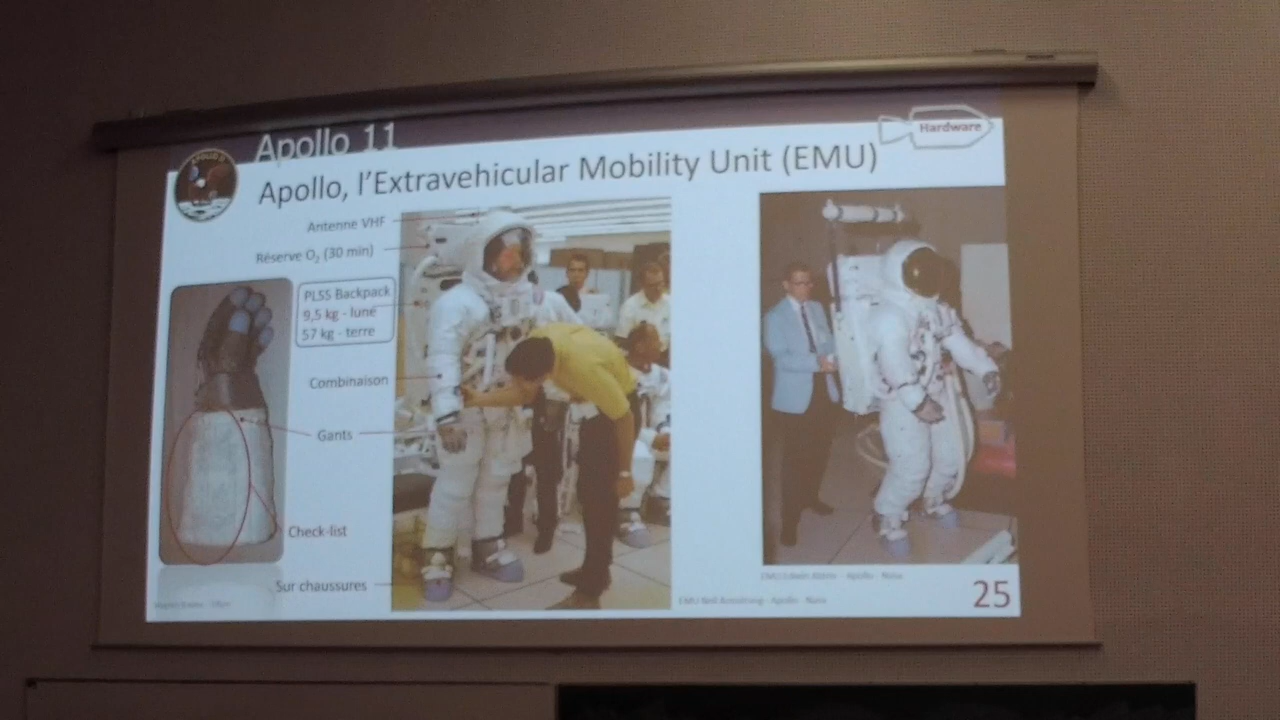 Apollo 11
Hardware
Apollo, l'Extravehicular Mobility Unit (EMU)
Antenne VHF
Réserve O₂ (30 min)
PLSS Backpack
9,5 kg - lune
57 kg - terre
Combinaison
Gants
Check-list
Sur chaussures
EMU Neil Armstrong - Apollo -
25